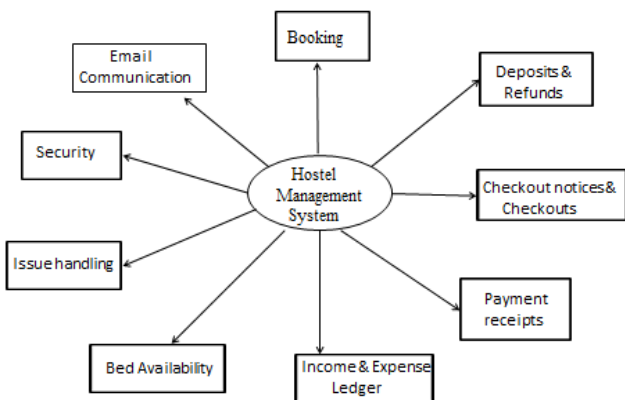 Booking
Email
Communication
Deposits &
Refunds
Security
Hostel
Management
System
Checkout notices&
Checkouts
Issue handling
Payment
receipts
Bed Availability
Income & Expense
Ledger